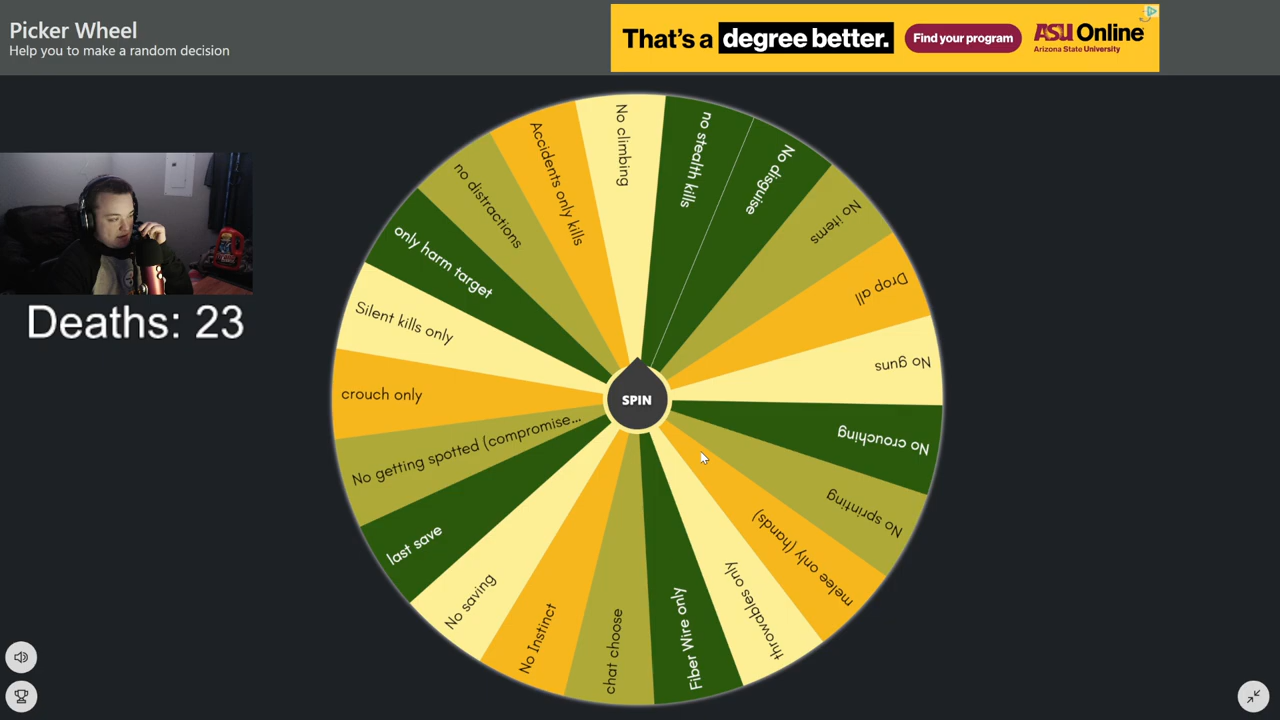 Picker Wheel
Help you to make a random decision
That's a degree better.
Find your program
ASU Online
Arizona State University
Deaths: 23
No climbing
no stealth kills
No disguise
No items
Drop all
No guns
No crouching
No sprinting
melee only (hands)
throwables only
Fiber Wire only
chat choose
No Instinct
No saving
last save
No getting spotted (compromise...
crouch only
Silent kills only
only harm target
no distractions
Accidents only kills
SPIN